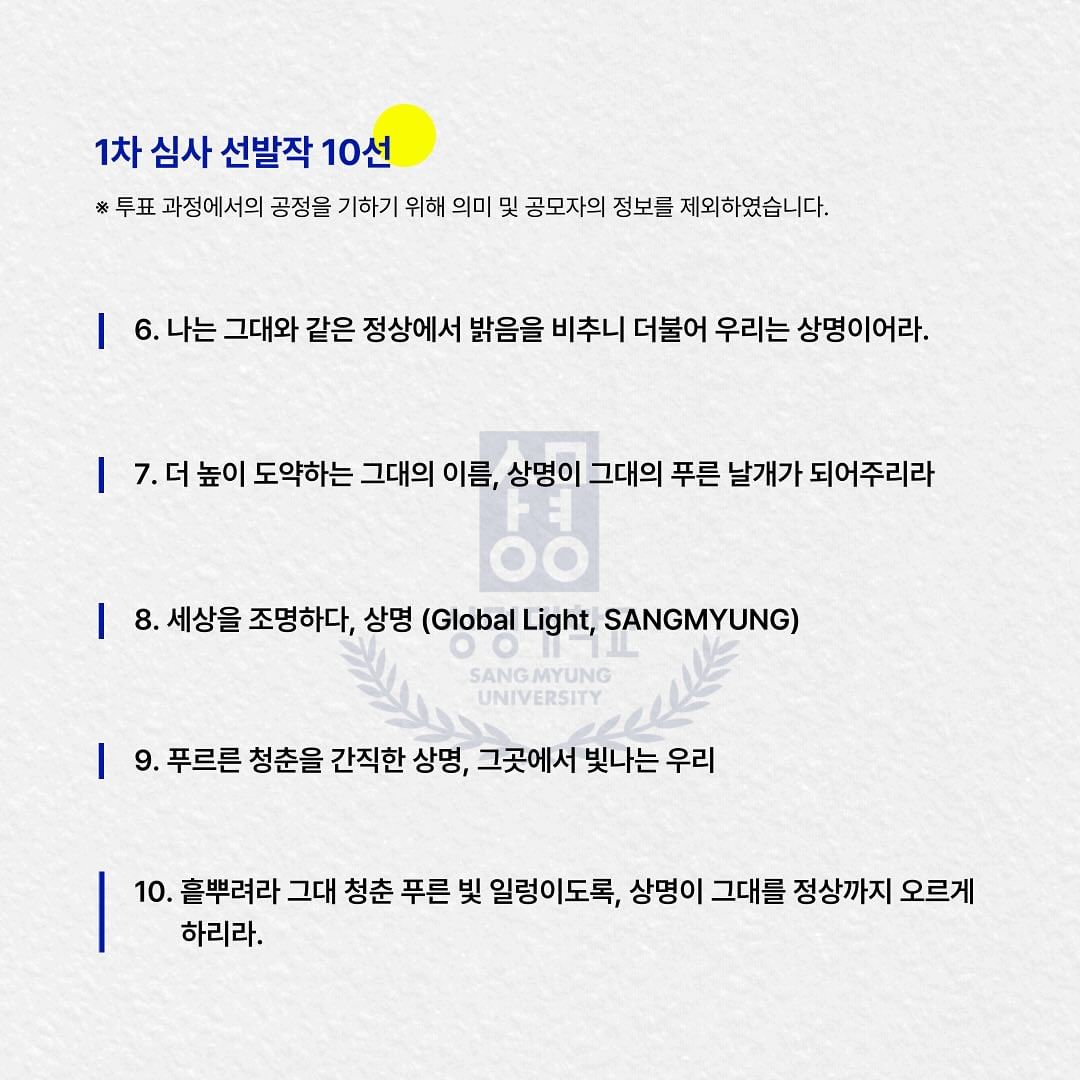 1차 심사 선발작 10선
※ 투표 과정에서의 공정을 기하기 위해 의미 및 공모자의 정보를 제외하였습니다.
6. 나는 그대와 같은 정상에서 밝음을 비추니 더불어 우리는 상명이어라.
7. 더 높이 도약하는 그대의 이름, 상명이 그대의 푸른 날개가 되어주리라
상명
8. 세상을 조명하다, 상명 (Global Light, SANGMYUNG)
상명대학교
SANGMYUNG
UNIVERSITY
9. 푸르른 청춘을 간직한 상명, 그곳에서 빛나는 우리
10. 흩뿌려라 그대 청춘 푸른 빛 일렁이도록, 상명이 그대를 정상까지 오르게
하리라.